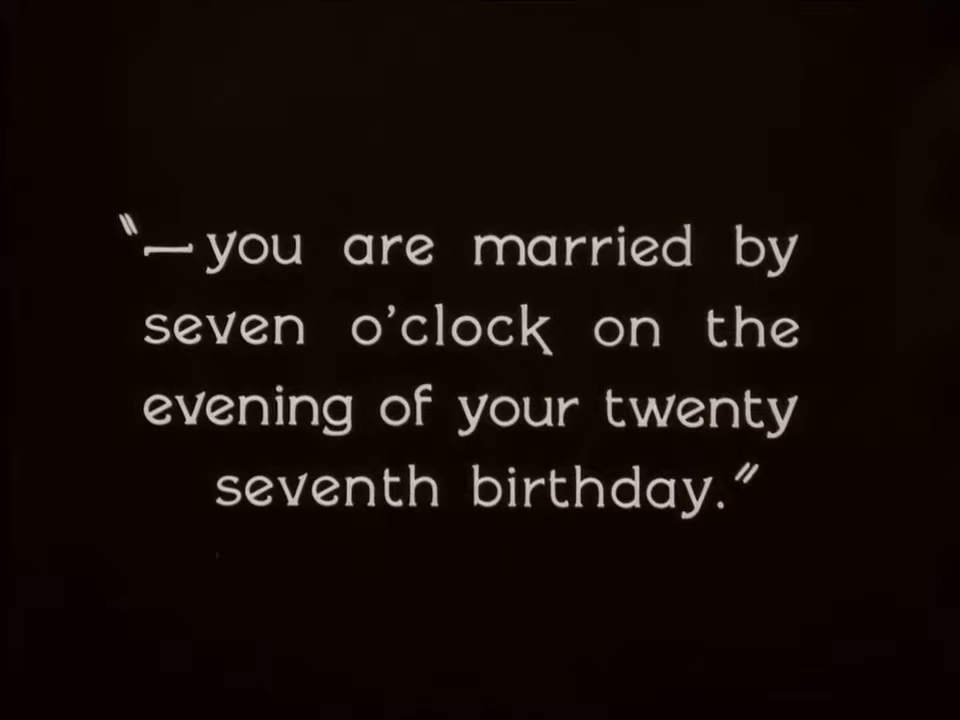 "—you are married by
seven o'clock on the
evening of your twenty
seventh birthday."